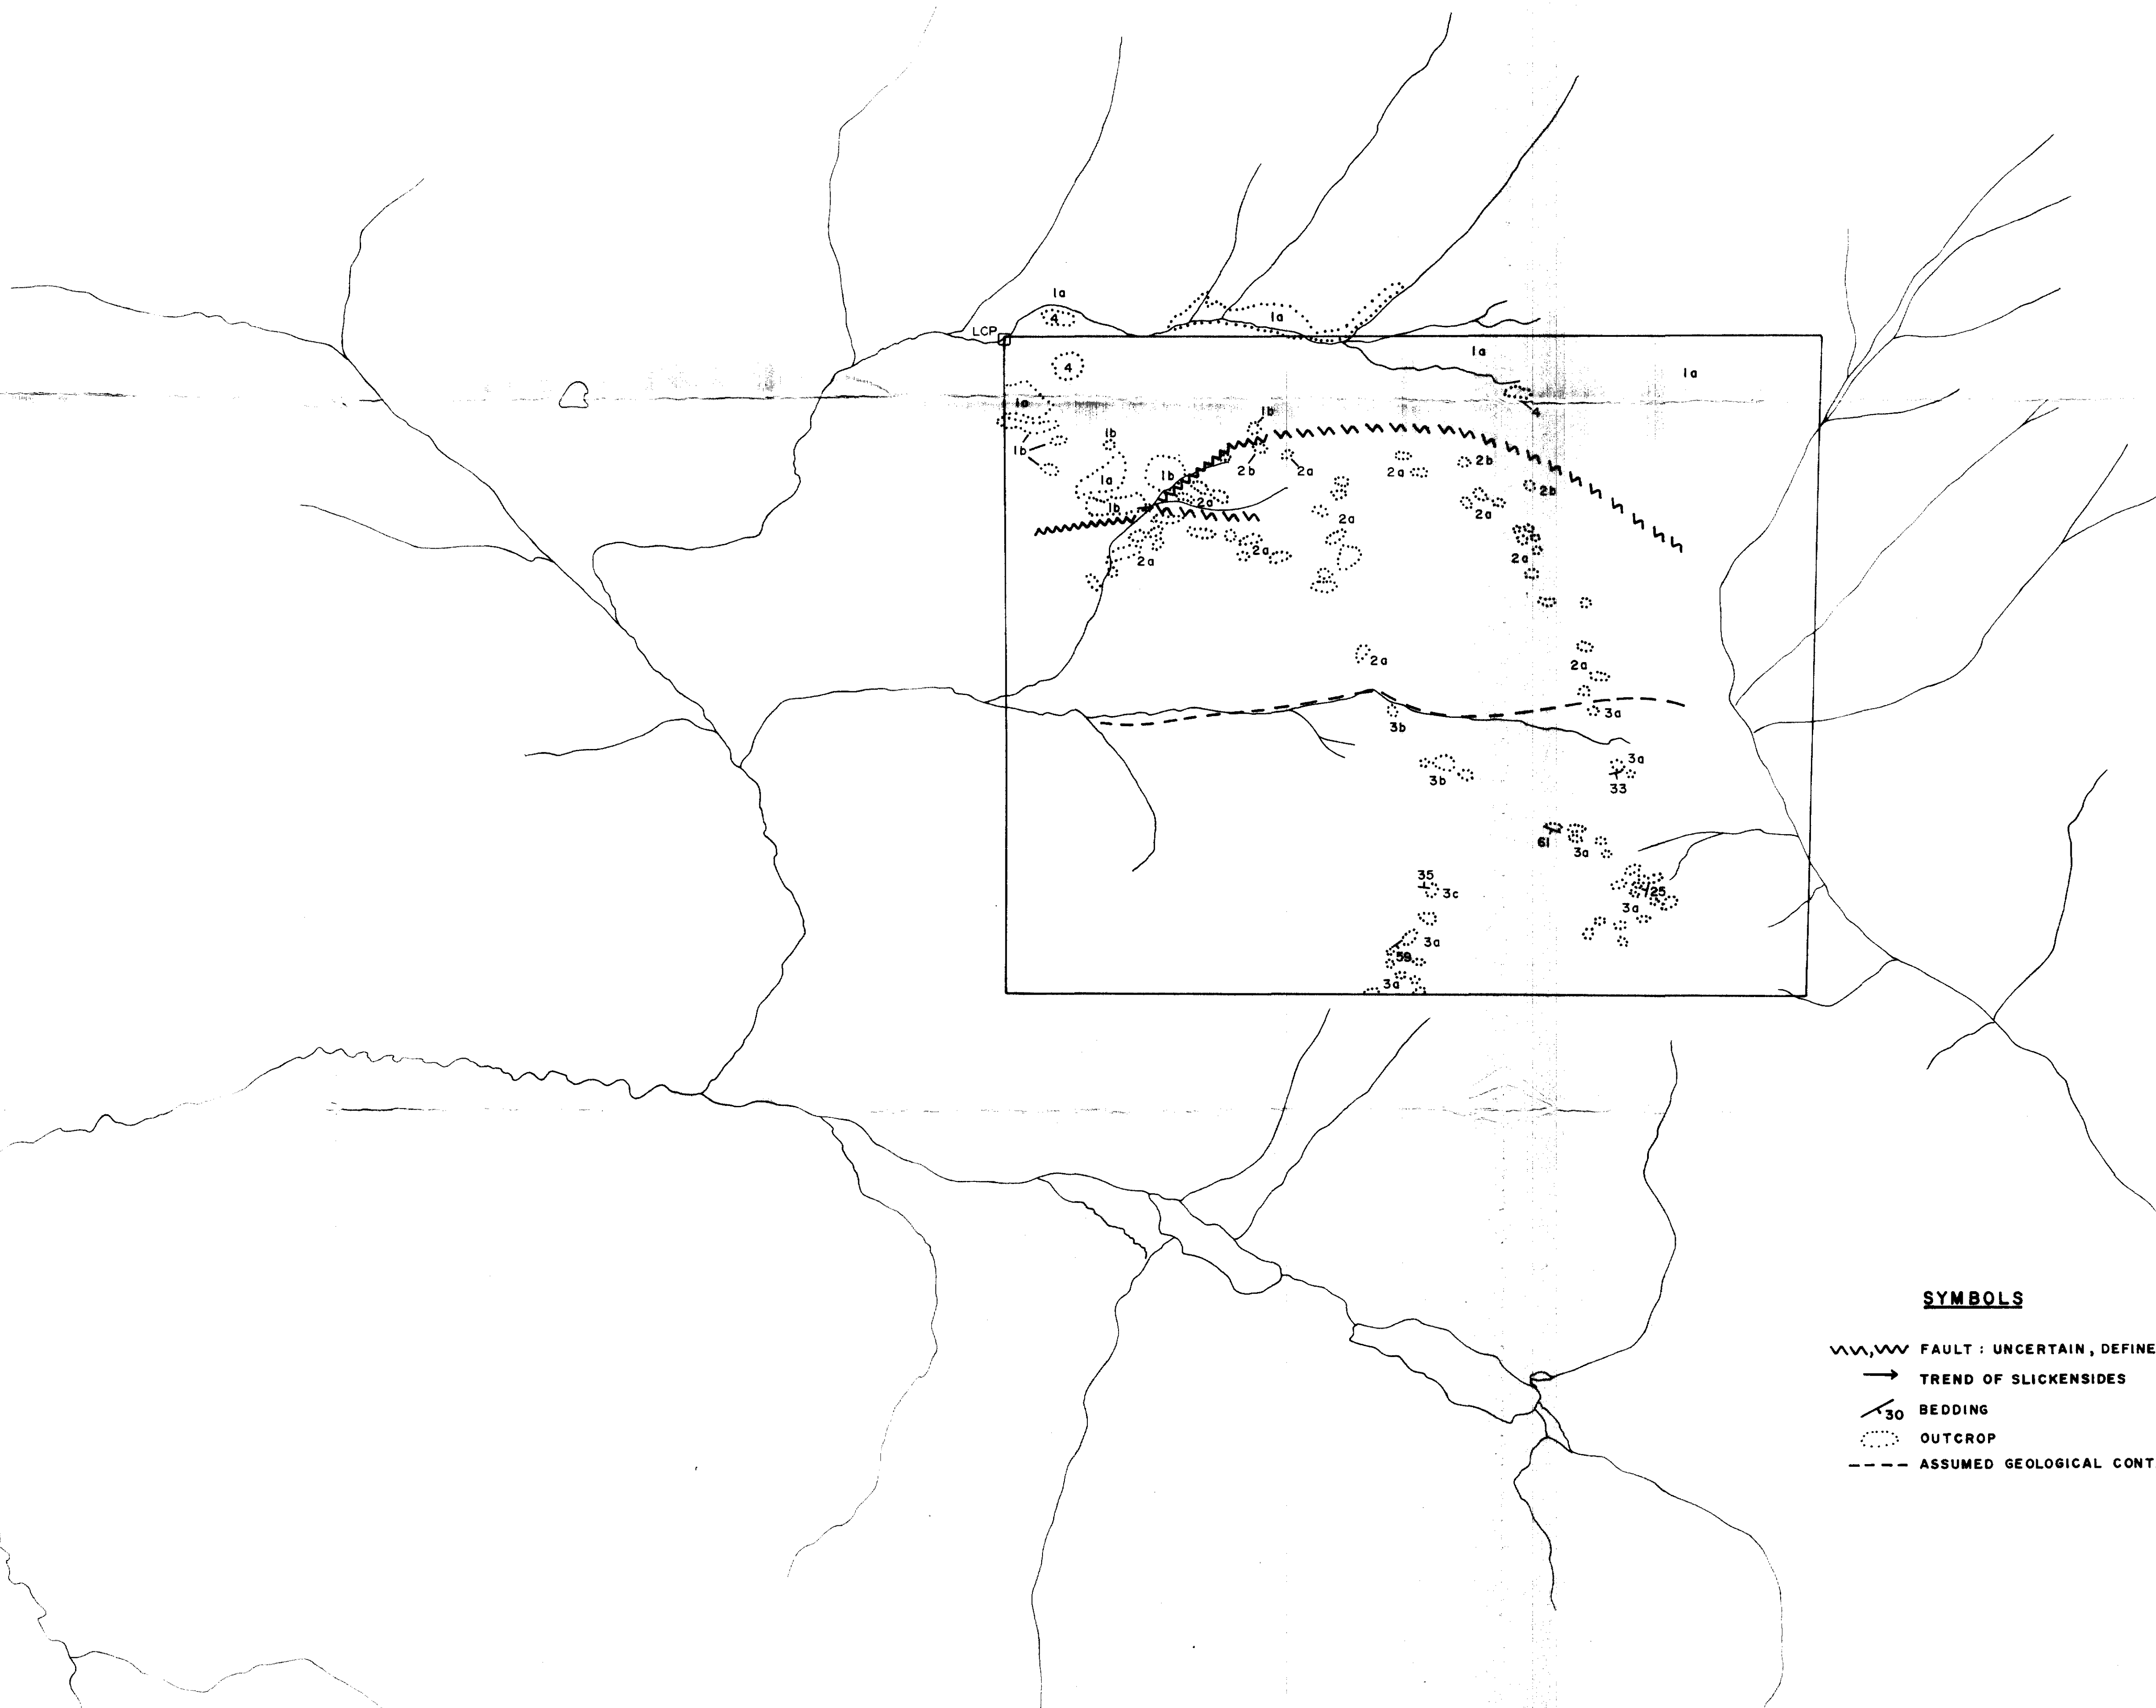 1a
4
LCP
1a
1a
1a
4
1a
4
1b
1b
1b
1a
1b
2b
2a
2a
2b
2b
1b
2a
2a
2a
2a
2a
2a
2a
2a
3a
3b
3a
3b
33
61
3a
35
3c
25
3a
3a
59
3a
SYMBOLS
FAULT : UNCERTAIN, DEFINE
TREND OF SLICKENSIDES
30 BEDDING
OUTCROP
ASSUMED GEOLOGICAL CONT